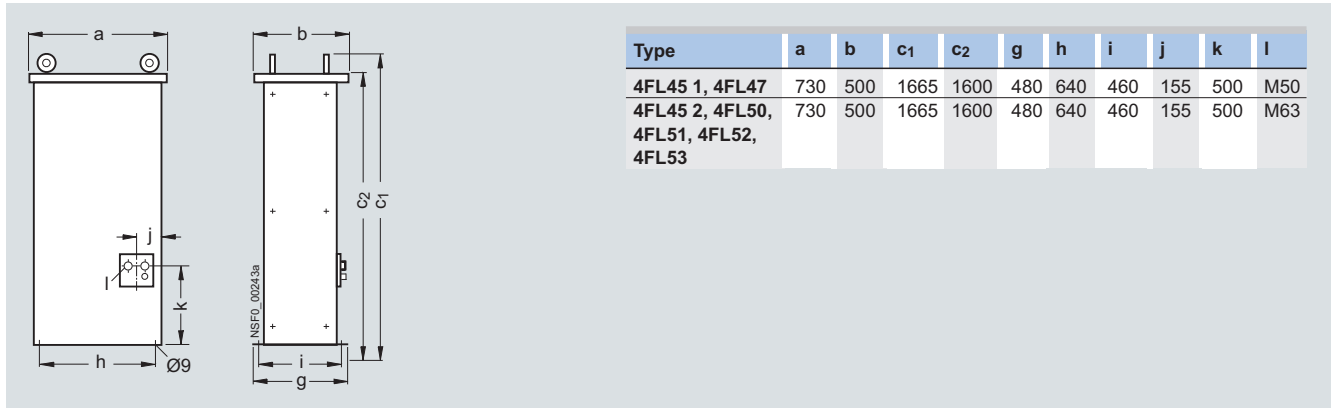 a
b
j
l
k
h
Ø9
c2
c1
NSF0_00243a
i
g
Type a b c1 c2 g h i j k l
4FL45 1, 4FL47 730 500 1665 1600 480 640 460 155 500 M50
4FL45 2, 4FL50, 730 500 1665 1600 480 640 460 155 500 M63
4FL51, 4FL52,
4FL53